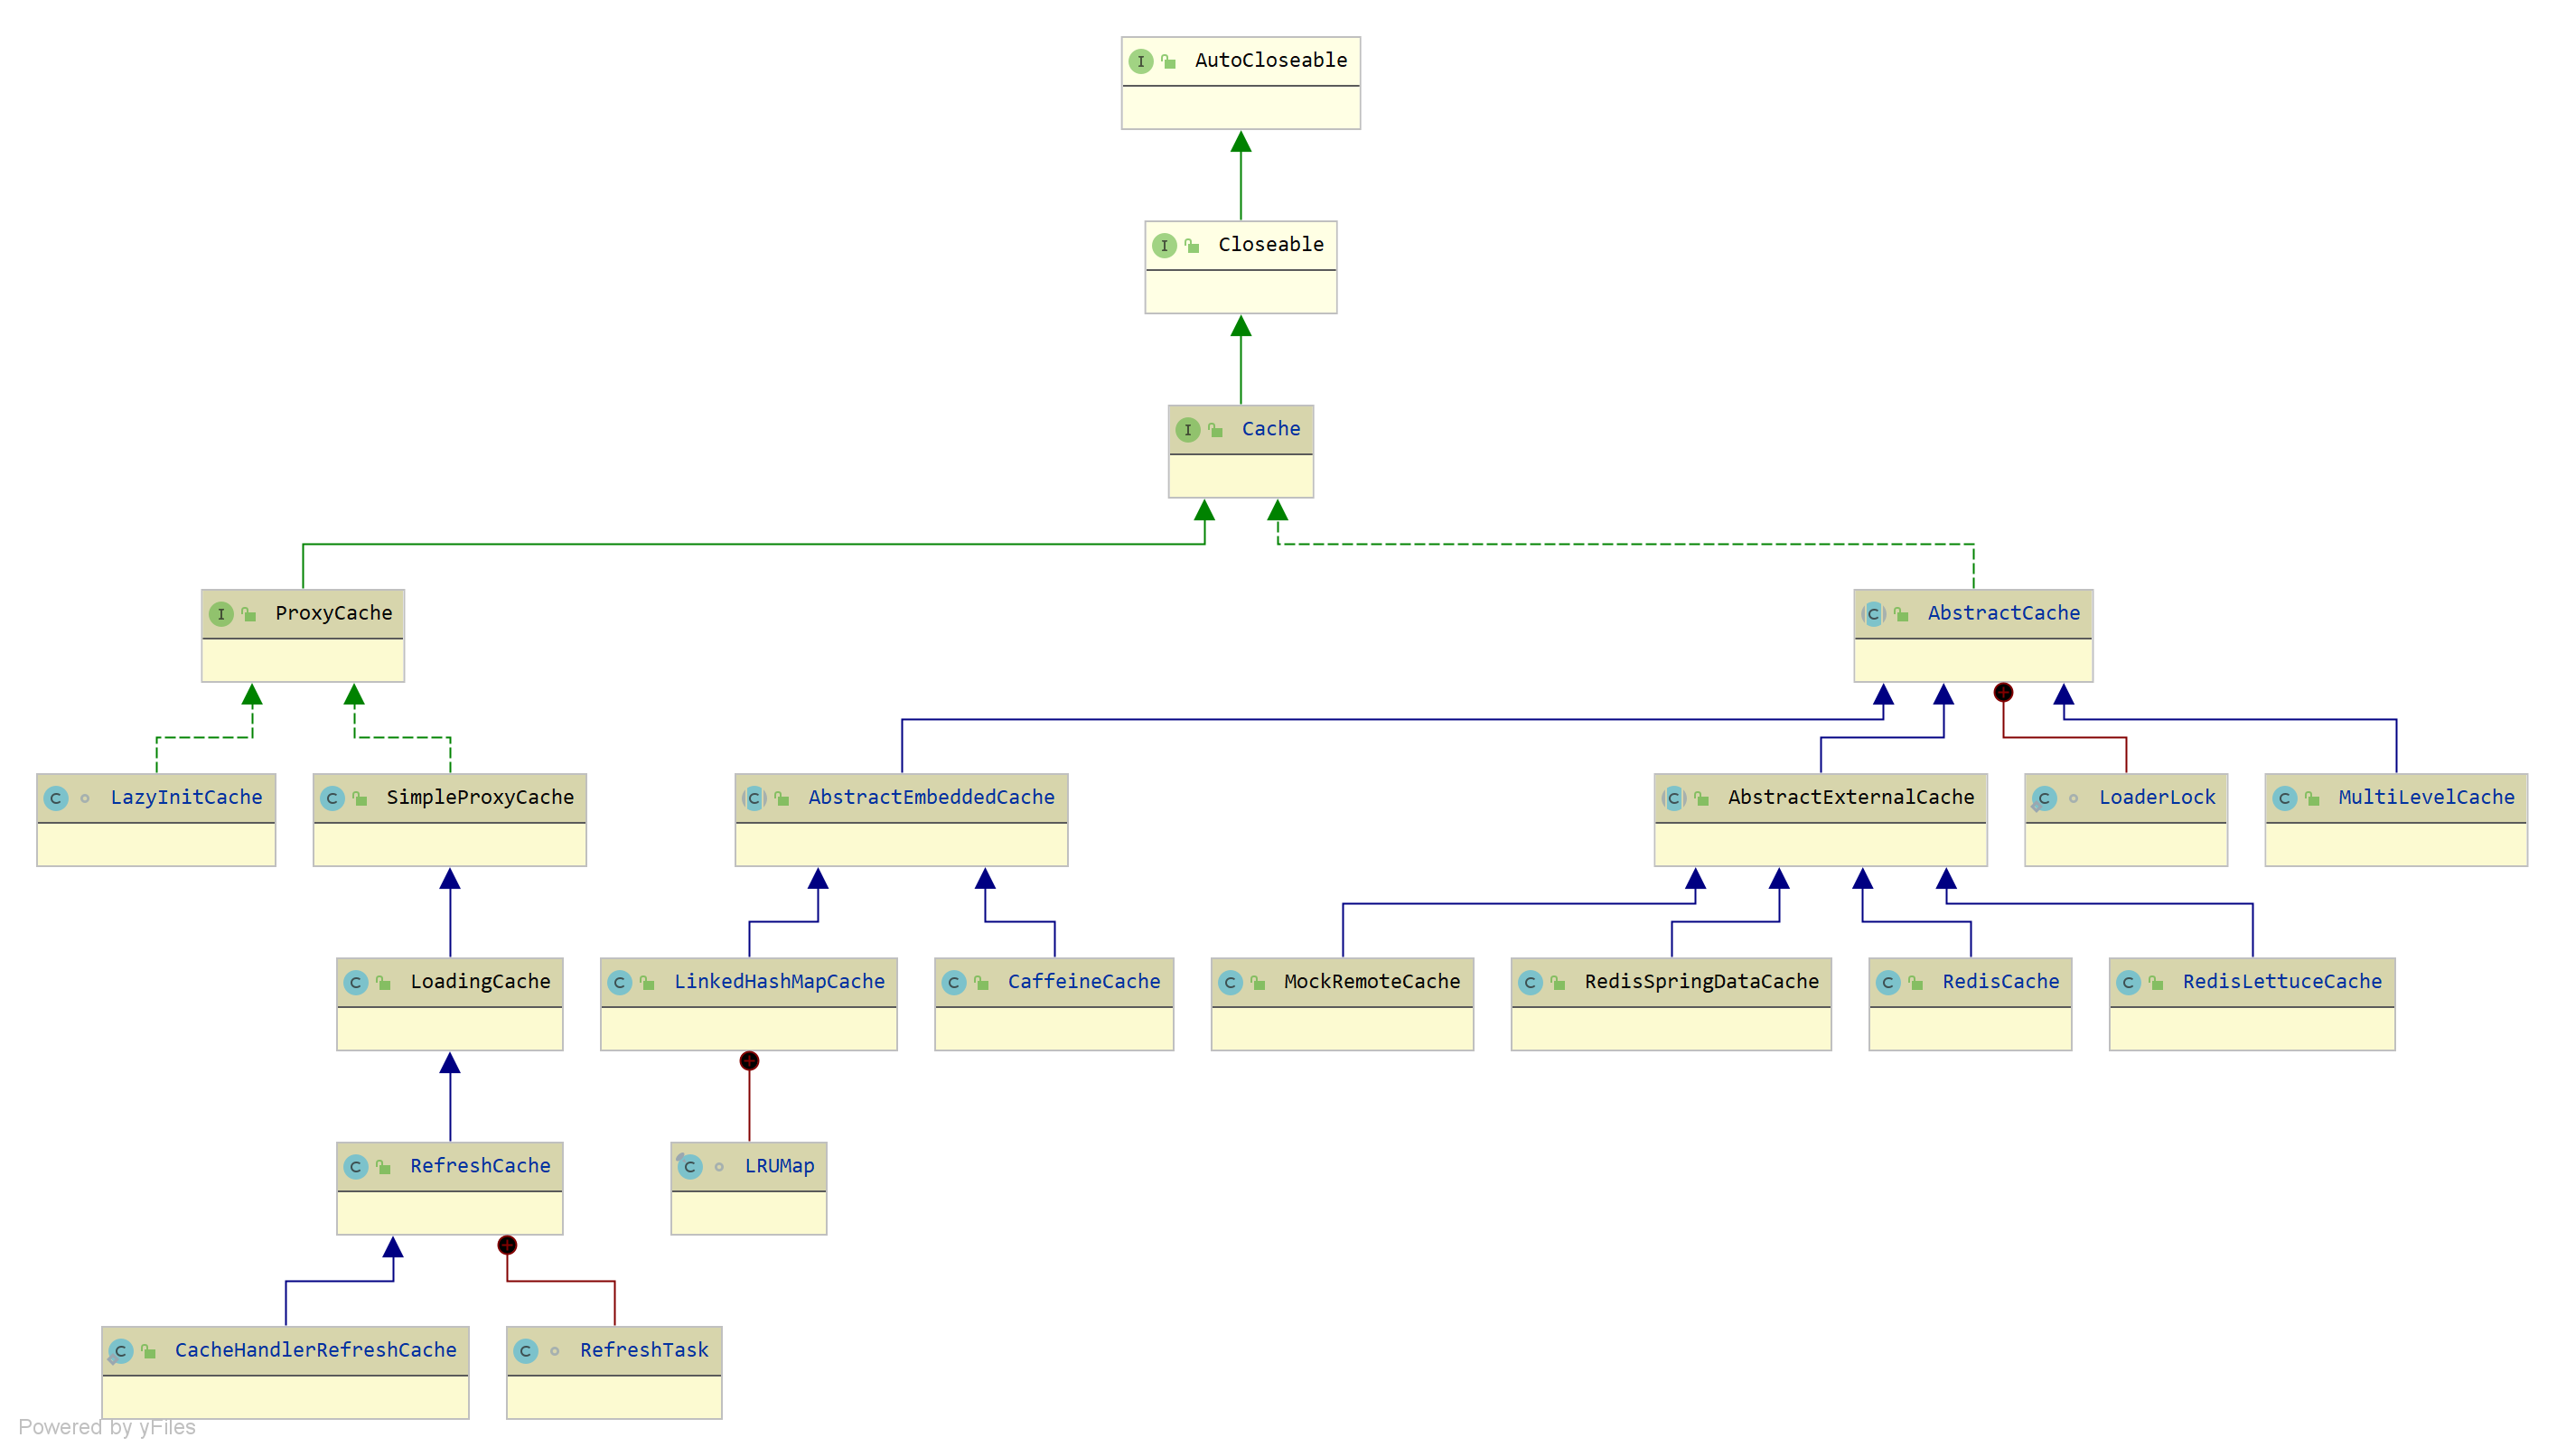 AutoCloseable
Closeable
Cache
ProxyCache
AbstractCache
LazyInitCache
SimpleProxyCache
AbstractEmbeddedCache
AbstractExternalCache
LoaderLock
MultiLevelCache
LoadingCache
LinkedHashMapCache
CaffeineCache
MockRemoteCache
RedisSpringDataCache
RedisCache
RedisLettuceCache
RefreshCache
LRUMap
CacheHandlerRefreshCache
RefreshTask
Powered by yFiles